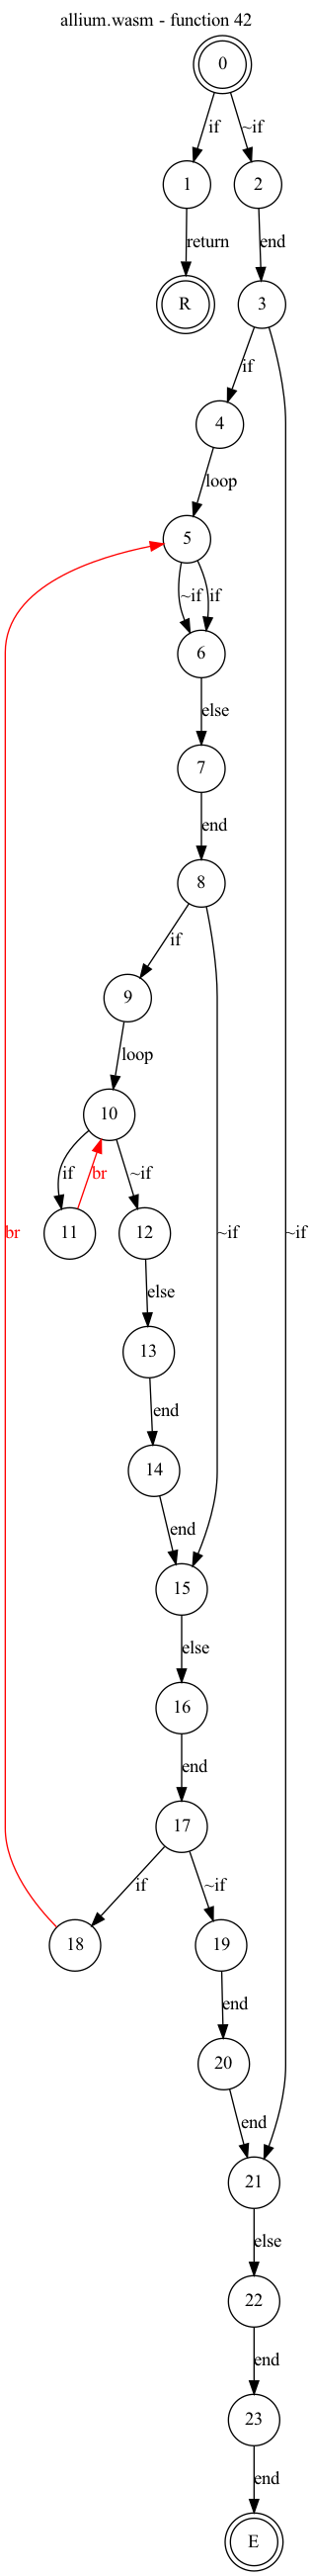 allium.wasm - function 42
0
if
~if
1
2
return
end
R
3
if
4
loop
5
~if
if
6
else
7
end
8
if
9
loop
10
if
br
~if
11
12
br
~if
~if
else
13
end
14
end
15
else
16
end
17
if
~if
18
19
end
20
end
21
else
22
end
23
end
E